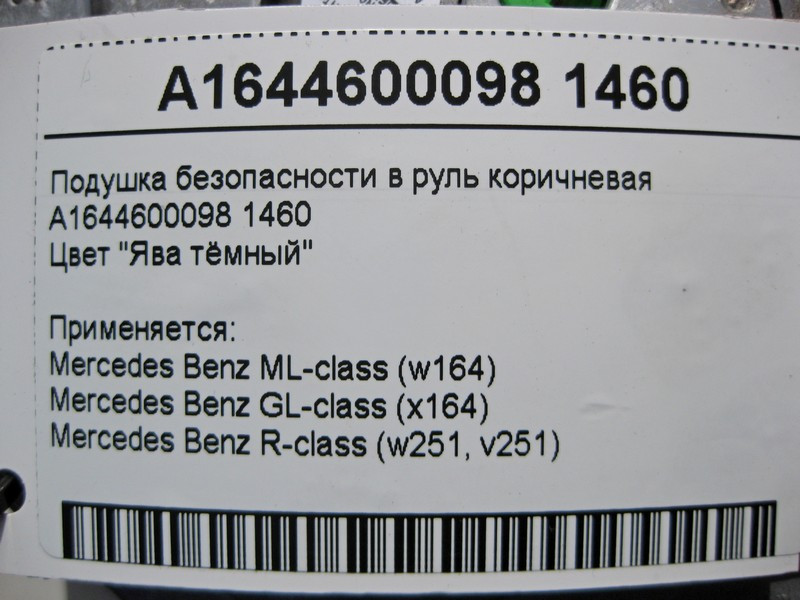 A1644600098 1460
Подушка безопасности в руль коричневая
A1644600098 1460
Цвет "Ява тёмный"
Применяется:
Mercedes Benz ML-class (w164)
Mercedes Benz GL-class (x164)
Mercedes Benz R-class (w251, v251)